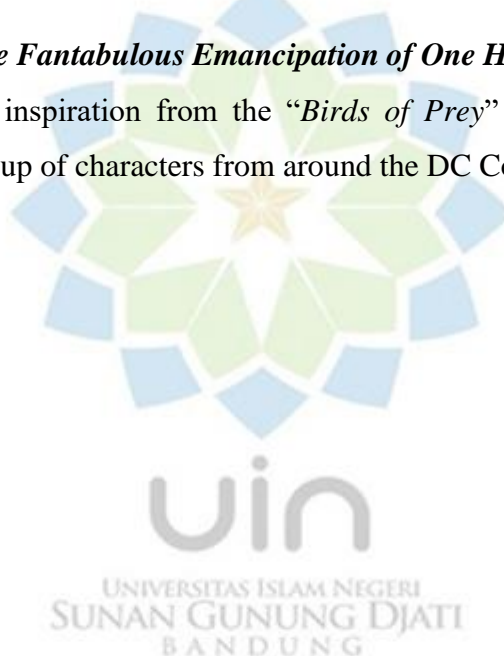 e Fantabulous Emancipation of One H
inspiration from the “Birds of Prey”
up of characters from around the DC Co
uin
UNIVERSITAS ISLAM NEGERI
SUNAN GUNUNG DJATI
BANDUNG